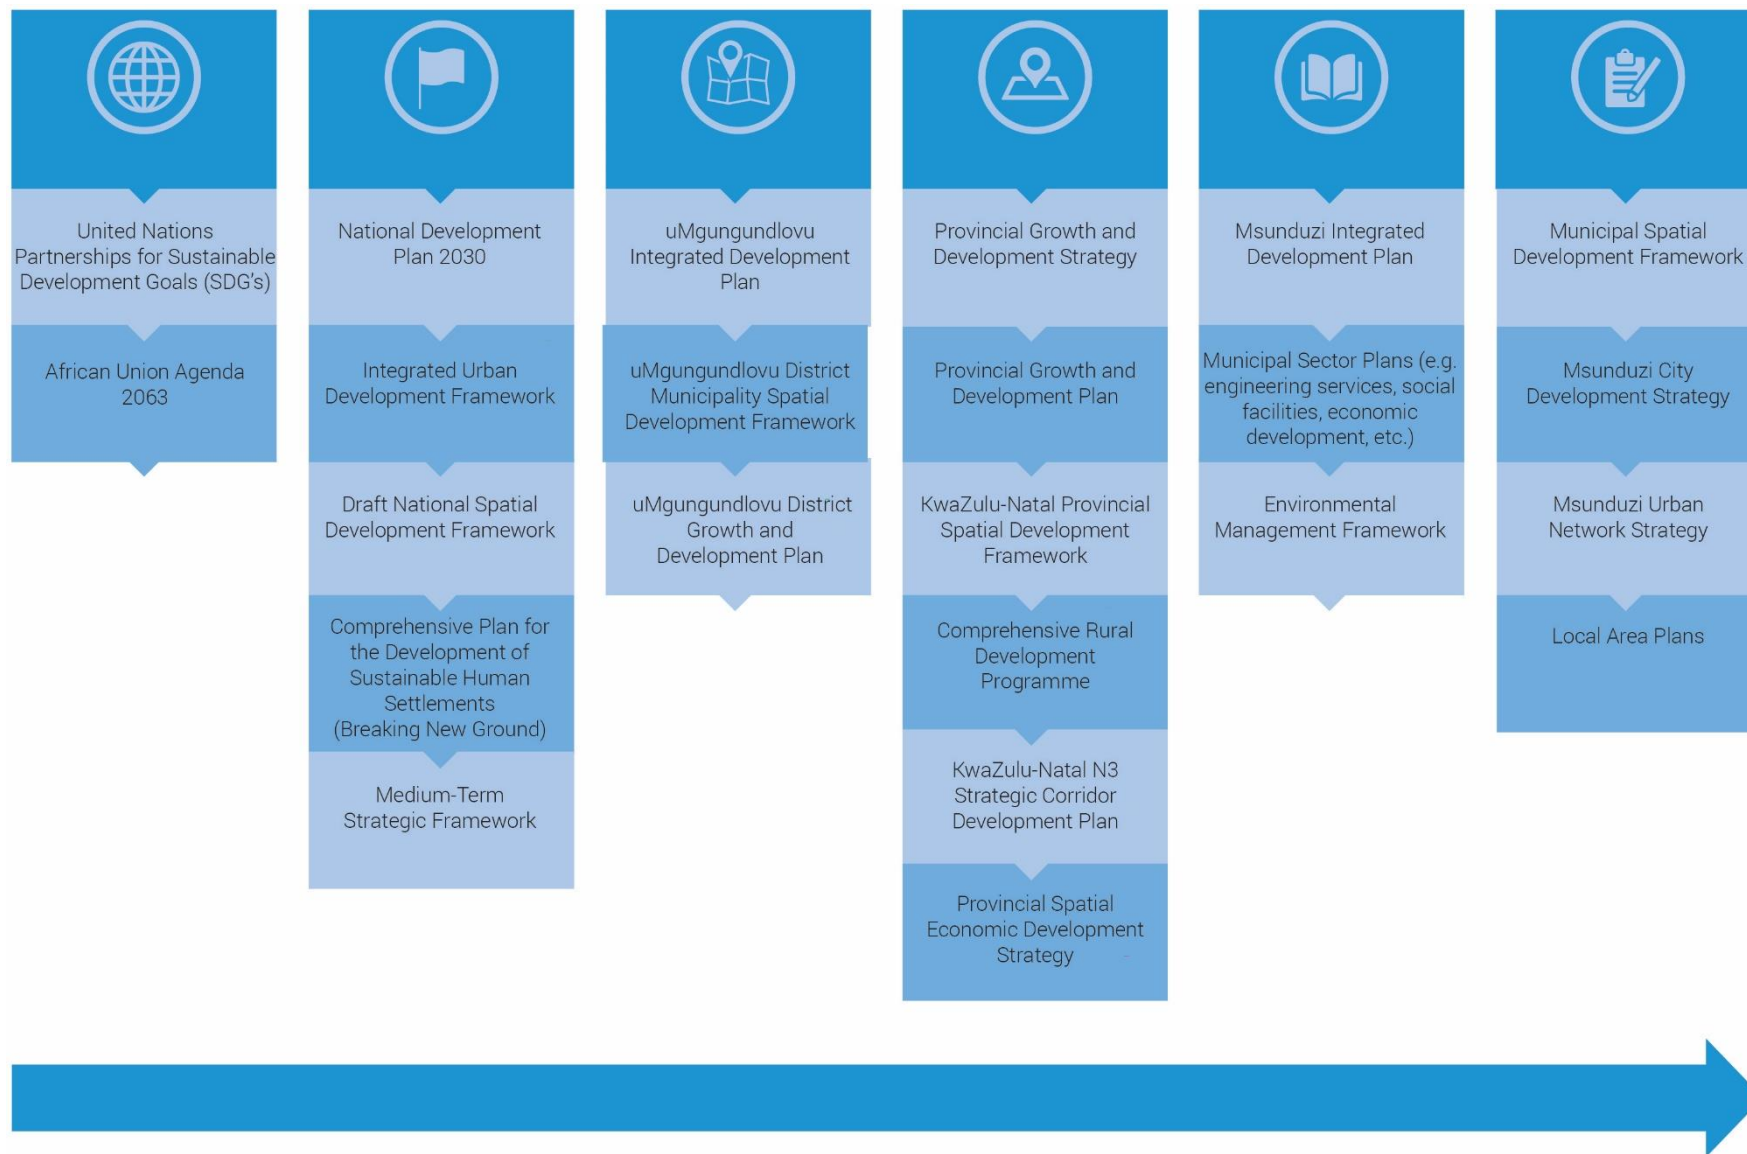 United Nations
Partnerships for Sustainable
Development Goals (SDG's)
African Union Agenda
2063
National Development
Plan 2030
Integrated Urban
Development Framework
Draft National Spatial
Development Framework
Comprehensive Plan for
the Development of
Sustainable Human
Settlements
(Breaking New Ground)
Medium-Term
Strategic Framework
uMgungundlovu
Integrated Development
Plan
uMgungundlovu District
Municipality Spatial
Development Framework
uMgungundlovu District
Growth and
Development Plan
Provincial Growth and
Development Strategy
Provincial Growth and
Development Plan
KwaZulu-Natal Provincial
Spatial Development
Framework
Comprehensive Rural
Development
Programme
KwaZulu-Natal N3
Strategic Corridor
Development Plan
Provincial Spatial
Economic Development
Strategy
Msunduzi Integrated
Development Plan
Municipal Sector Plans (e.g.
engineering services, social
facilities, economic
development, etc.)
Environmental
Management Framework
Municipal Spatial
Development Framework
Msunduzi City
Development Strategy
Msunduzi Urban
Network Strategy
Local Area Plans